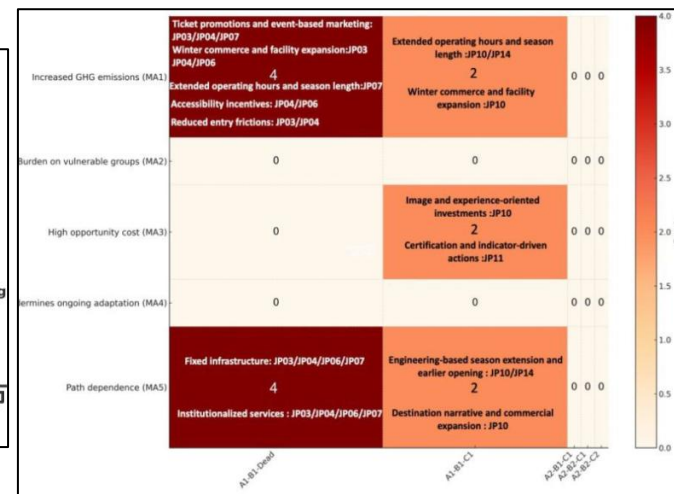 Ticket promotions and event-based marketing:
JP03/JP04/JP07
Winter commerce and facility expansion:JP03
JP04/JP06
4
Extended operating hours and season length:JP07
Accessibility incentives: JP04/JP06
Reduced entry frictions: JP03/JP04
Extended operating hours and season
length :JP10/JP14
2
Winter commerce and facility
expansion :JP10
0 0 0
Increased GHG emissions (MA1)
Burden on vulnerable groups (MA2)
0
0
0 0 0
High opportunity cost (MA3)
0
Image and experience-oriented
investments :JP10
2
Certification and indicator-driven
actions :JP11
0 0 0
ermines ongoing adaptation (MA4)
0
0
0 0 0
Path dependence (MA5)
Fixed infrastructure: JP03/JP04/JP06/JP07
4
Institutionalized services : JP03/JP04/JP06/JP07
Engineering-based season extension and
earlier opening : JP10/JP14
2
Destination narrative and commercial
expansion : JP10
0 0 0
A1-B1-Dead
A1-B1-C1
A2-B1-C1
A2-B2-C1
A2-B2-C2
4.0
3.5
3.0
2.5
2.0
1.5
1.0
0.5
0.0